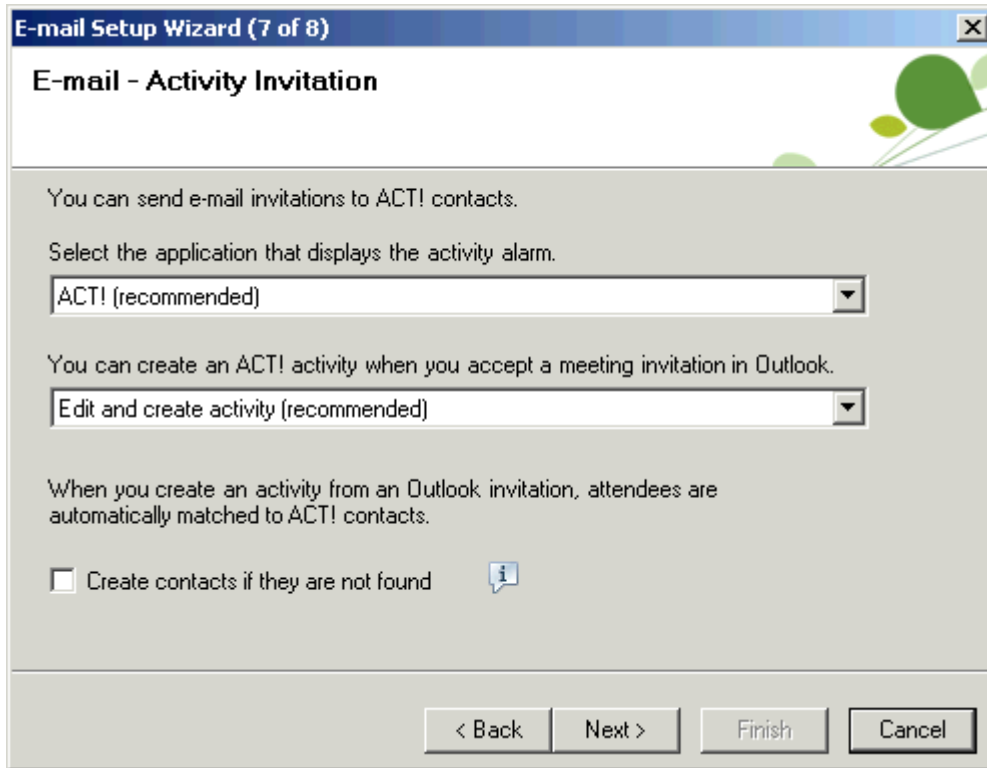 E-mail Setup Wizard (7 of 8)
E-mail - Activity Invitation
You can send e-mail invitations to ACT! contacts.
Select the application that displays the activity alarm.
ACT! (recommended)
You can create an ACT! activity when you accept a meeting invitation in Outlook.
Edit and create activity (recommended)
When you create an activity from an Outlook invitation, attendees are
automatically matched to ACT! contacts.
Create contacts if they are not found
< Back Next > Finish Cancel